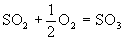 SO₂ + 1/2 O₂ = SO₃